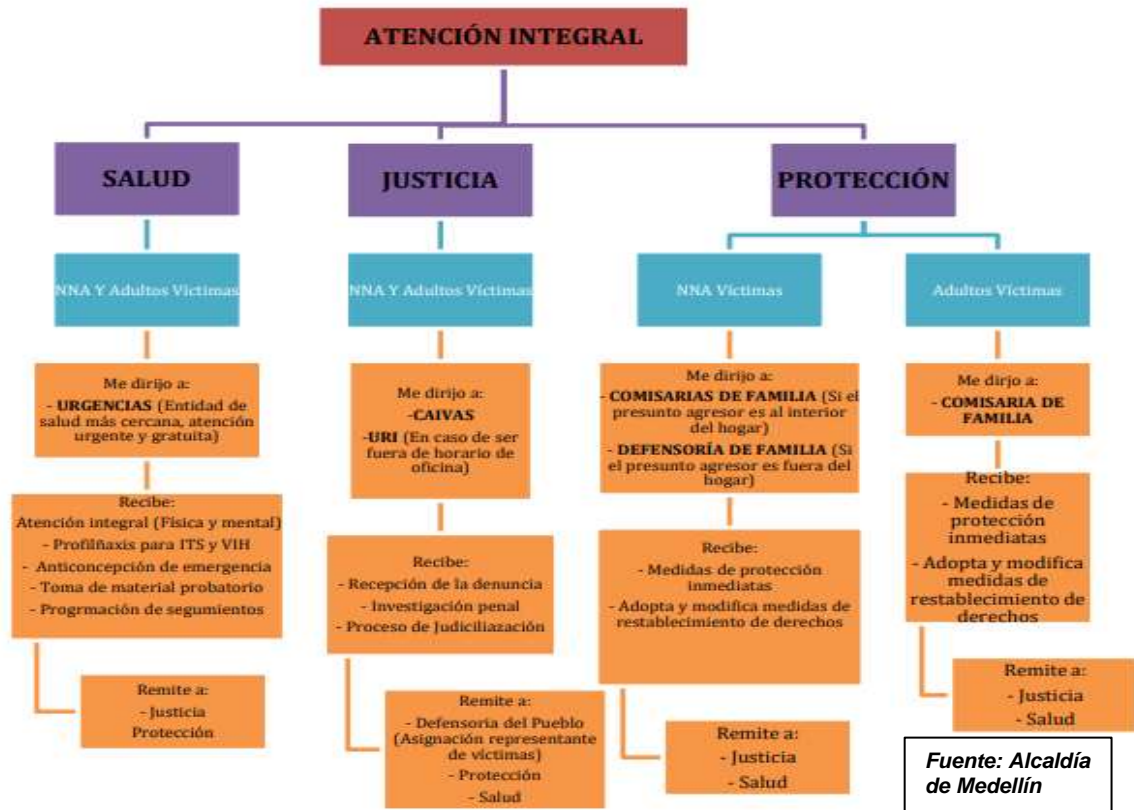 ATENCIÓN INTEGRAL
SALUD
JUSTICIA
PROTECCIÓN
NNA Y Adultos Víctimas
NNA Y Adultos Víctimas
NNA Víctimas
Adultos Víctimas
Me dirijo a:
- URGENCIAS (Entidad de
salud más cercana, atención
urgente y gratuita)
Recibe:
Atención integral (Física y mental)
- Profilñaxis para ITS y VIH
- Anticoncepción de emergencia
- Toma de material probatorio
- Progrmación de segumientos
Remite a:
- Justicia
Protección
Me dirijo a:
-CAIVAS
-URI (En caso de ser
fuera de horario de
oficina)
Recibe:
- Recepción de la denuncia
- Investigación penal
- Proceso de Judiciliazación
Remite a:
- Defensoria del Pueblo
(Asignación representante
de víctimas)
- Protección
- Salud
Me dirijo a:
- COMISARIAS DE FAMILIA (Si el
presunto agresor es al interior
del hogar)
- DEFENSORÍA DE FAMILIA (Si
el presunto agresor es fuera del
hogar)
Recibe:
- Medidas de protección
inmediatas
- Adopta y modifica medidas de
restablecimiento de derechos
Remite a:
- Justicia
- Salud
Me dirijo a:
- COMISARIA DE
FAMILIA
Recibe:
- Medidas de
protección
inmediatas
- Adopta y modifica
medidas de
restablecimiento de
derechos
Remite a:
- Justicia
- Salud
Fuente: Alcaldía
de Medellín